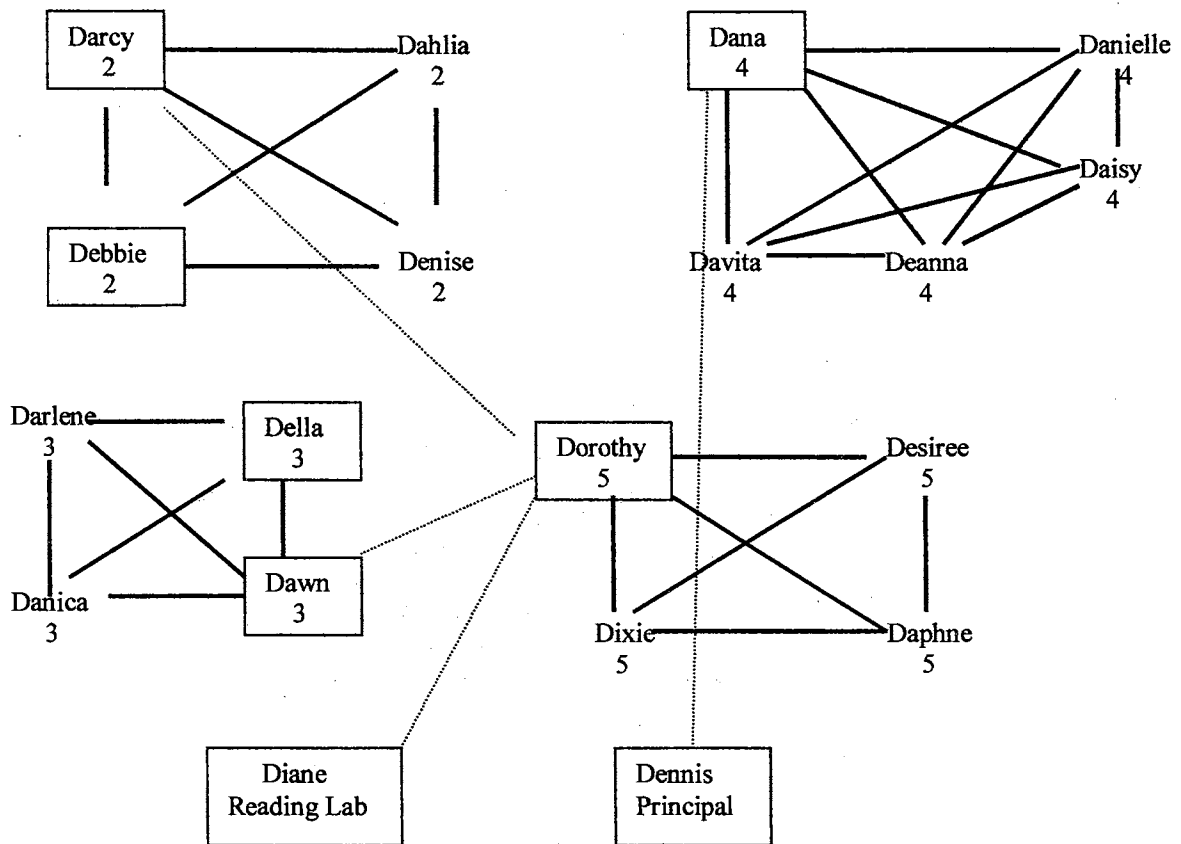 Darcy
2
Dahlia
2
Dana
4
Danielle
4
Daisy
4
Debbie
2
Denise
2
Davita
4
Deanna
4
Darlene
3
Della
3
Dorothy
5
Desiree
5
Danica
3
Dawn
3
Dixie
5
Daphne
5
Diane
Reading Lab
Dennis
Principal